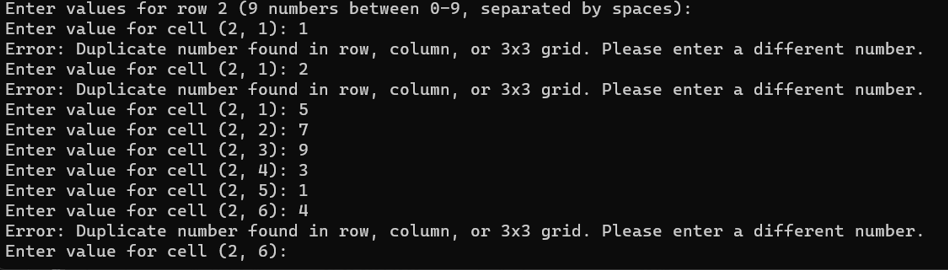 Enter values for row 2 (9 numbers between 0-9, separated by spaces):
Enter value for cell (2, 1): 1
Error: Duplicate number found in row, column, or 3x3 grid. Please enter a different number.
Enter value for cell (2, 1): 2
Error: Duplicate number found in row, column, or 3x3 grid. Please enter a different number.
Enter value for cell (2, 1): 5
Enter value for cell (2, 2): 7
Enter value for cell (2, 3): 9
Enter value for cell (2, 4): 3
Enter value for cell (2, 5): 1
Enter value for cell (2, 6): 4
Error: Duplicate number found in row, column, or 3x3 grid. Please enter a different number.
Enter value for cell (2, 6):